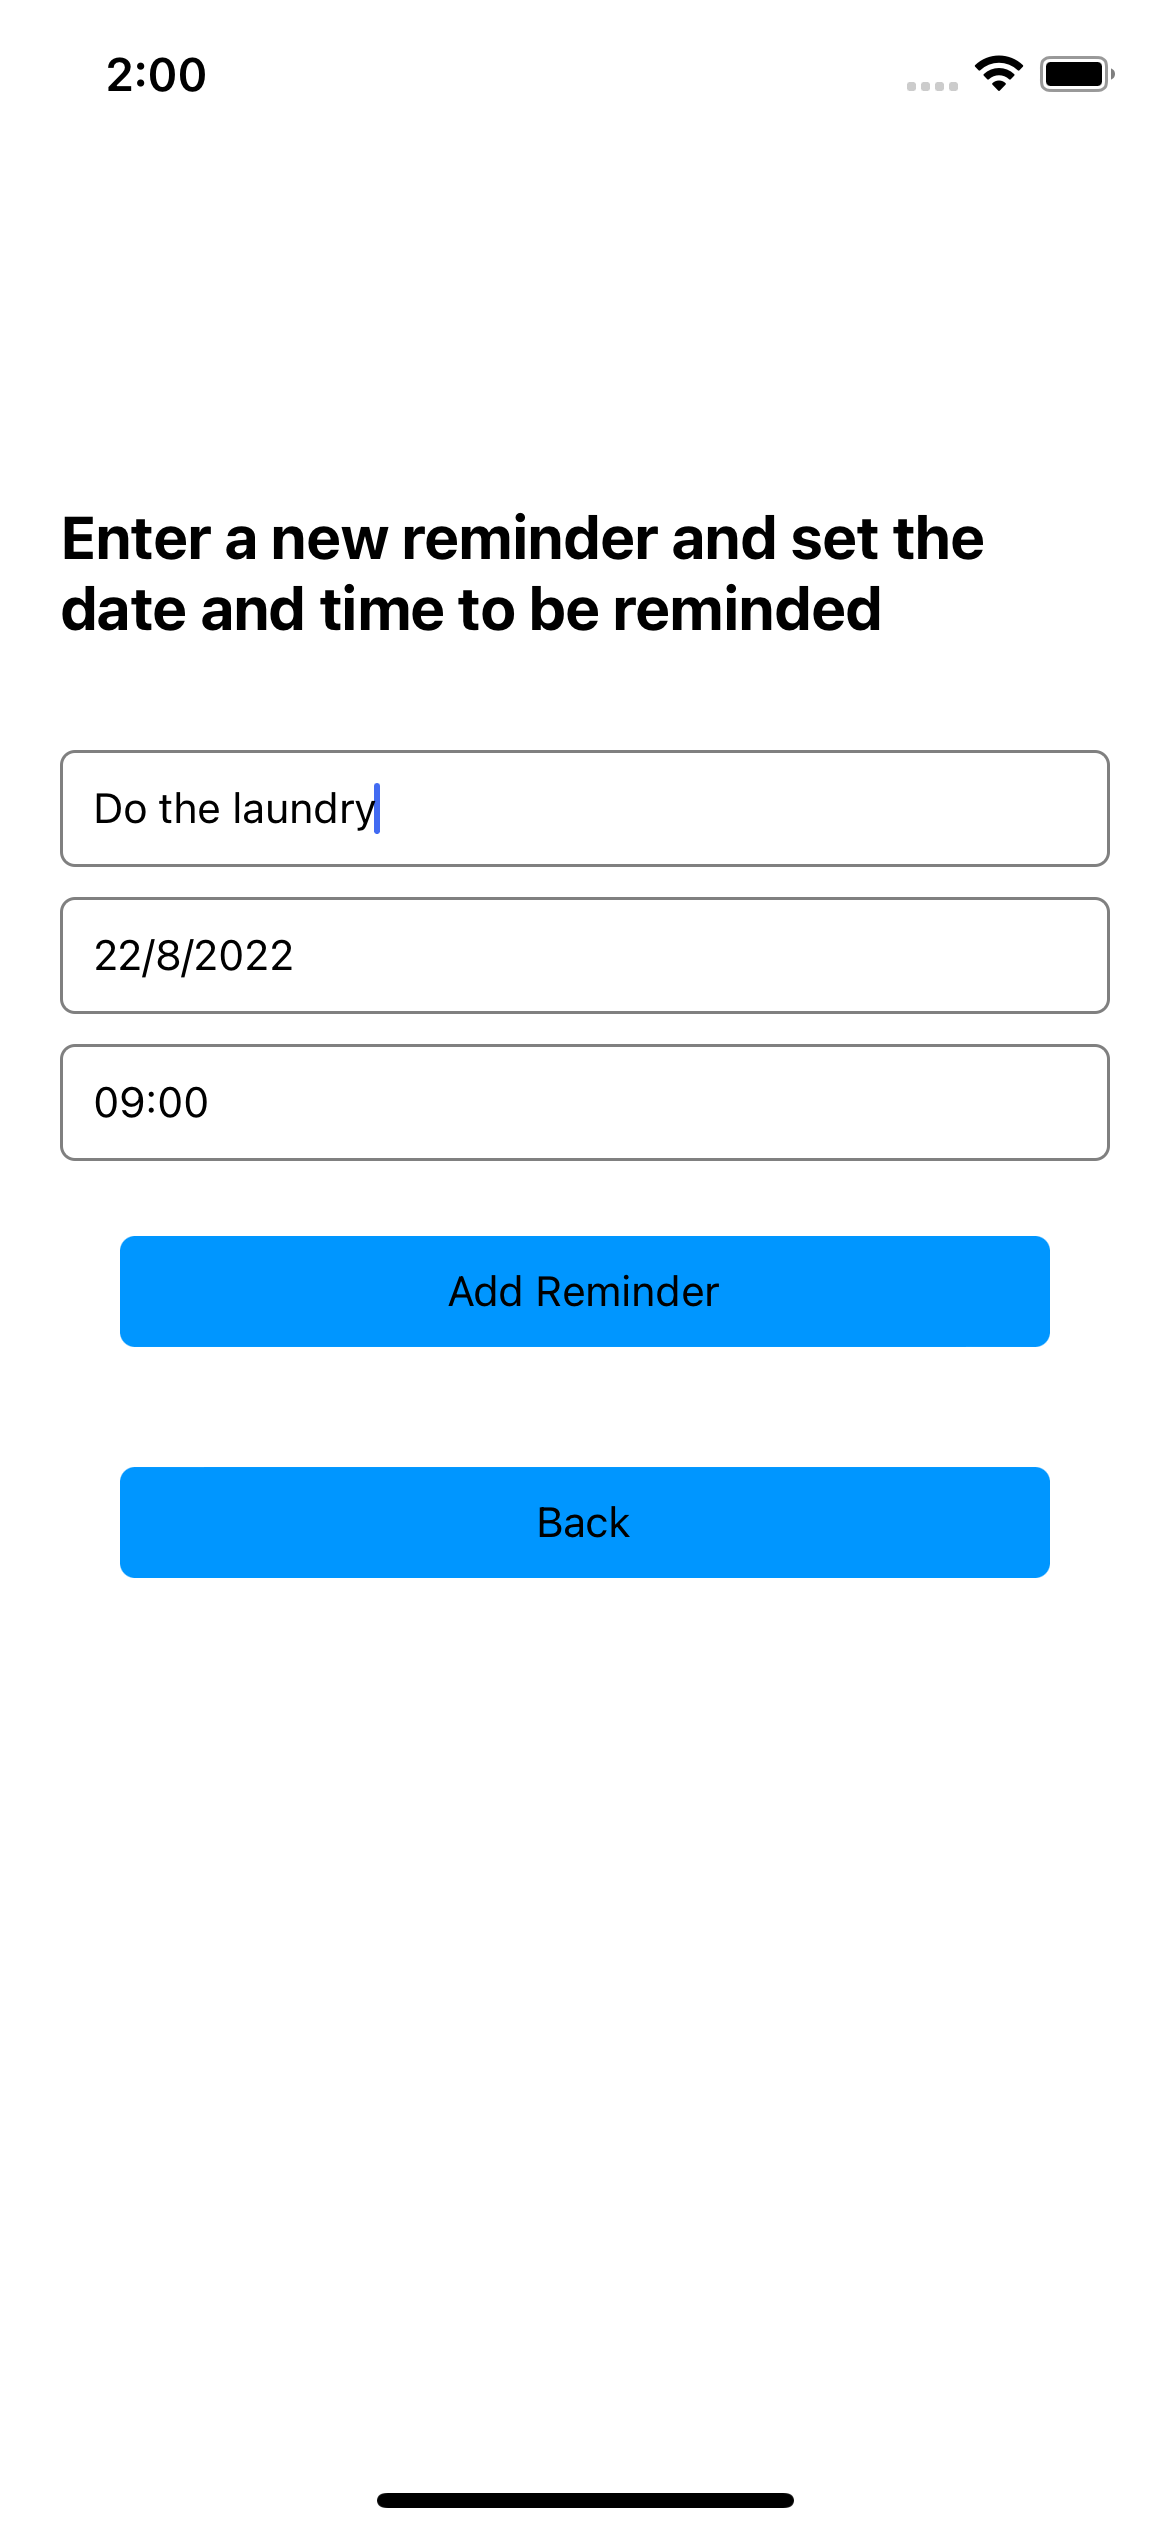 2:00
Enter a new reminder and set the
date and time to be reminded
Do the laundry
22/8/2022
09:00
Add Reminder
Back